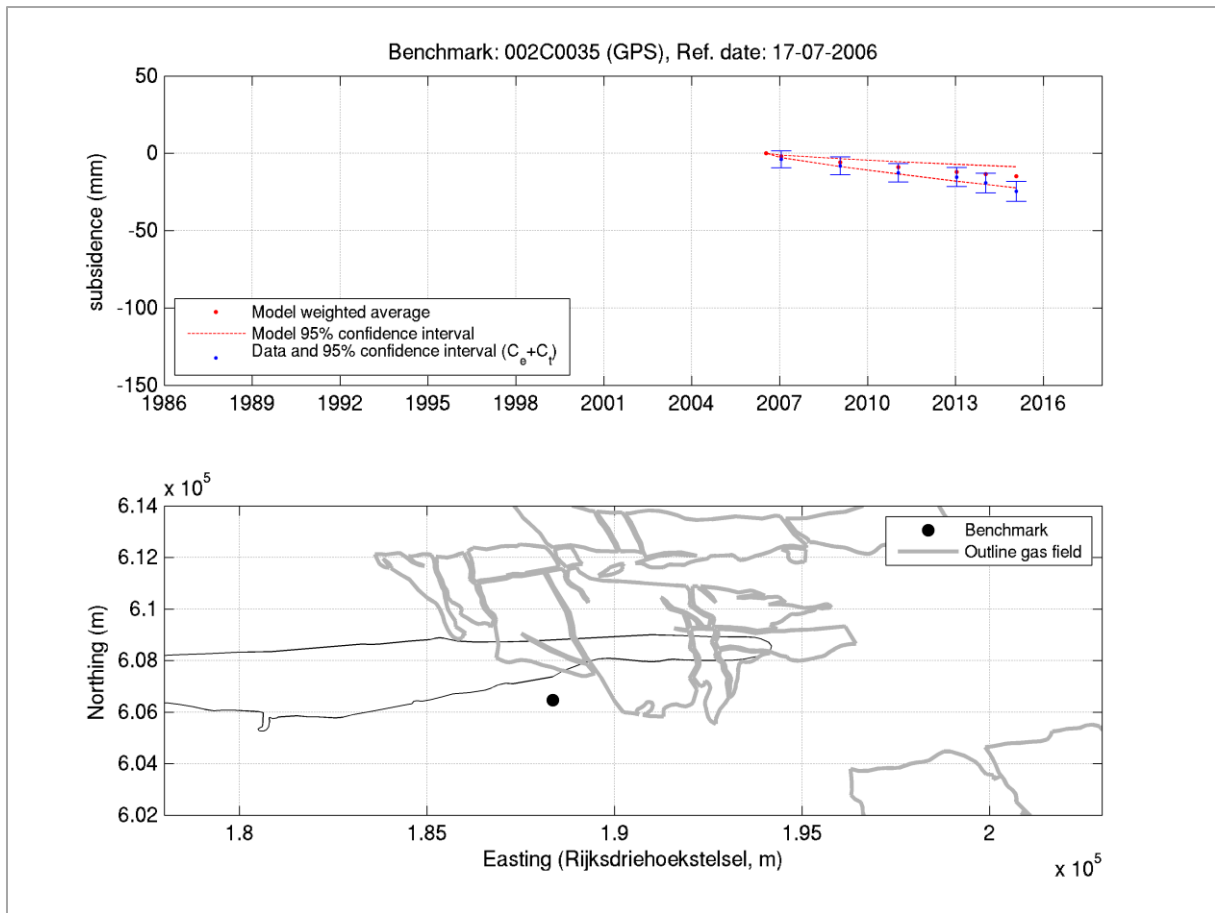 Benchmark: 002C0035 (GPS), Ref. date: 17-07-2006
50
0
-50
-100
-150
subsidence (mm)
Model weighted average
Model 95% confidence interval
Data and 95% confidence interval (C_e+C_t)
1986 1989 1992 1995 1998 2001 2004 2007 2010 2013 2016
x 10^5
6.14
6.12
6.1
6.08
6.06
6.04
6.02
Northing (m)
Benchmark
Outline gas field
1.8 1.85 1.9 1.95 2
Easting (Rijksdriehoekstelsel, m)
x 10^5